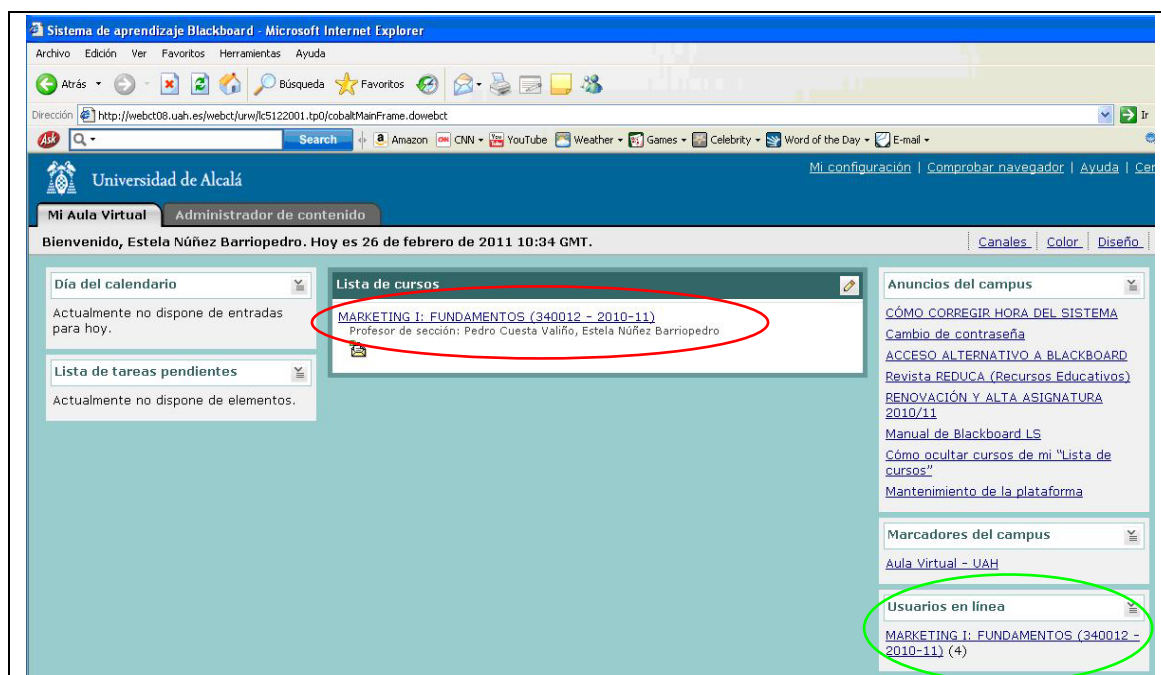 Sistema de aprendizaje Blackboard - Microsoft Internet Explorer
Archivo Edición Ver Favoritos Herramientas Ayuda
Atrás Búsqueda Favoritos
Dirección http://webct08.uah.es/webct/urw/lc5122001.tp0/cobaltMainFrame.dowebct Ir
Ask Search Amazon CNN YouTube Weather Games Celebrity Word of the Day E-mail
Universidad de Alcalá
Mi configuración | Comprobar navegador | Ayuda | Cer
Mi Aula Virtual Administrador de contenido
Bienvenido, Estela Núñez Barriopedro. Hoy es 26 de febrero de 2011 10:34 GMT.
Canales Color Diseño
Día del calendario
Actualmente no dispone de entradas
para hoy.
Lista de tareas pendientes
Actualmente no dispone de elementos.
Lista de cursos
MARKETING I: FUNDAMENTOS (340012 - 2010-11)
Profesor de sección: Pedro Cuesta Valiño, Estela Núñez Barriopedro
Anuncios del campus
CÓMO CORREGIR HORA DEL SISTEMA
Cambio de contraseña
ACCESO ALTERNATIVO A BLACKBOARD
Revista REDUCA (Recursos Educativos)
RENOVACIÓN Y ALTA ASIGNATURA
2010/11
Manual de Blackboard LS
Cómo ocultar cursos de mi "Lista de
cursos"
Mantenimiento de la plataforma
Marcadores del campus
Aula Virtual - UAH
Usuarios en línea
MARKETING I: FUNDAMENTOS (340012 -
2010-11) (4)